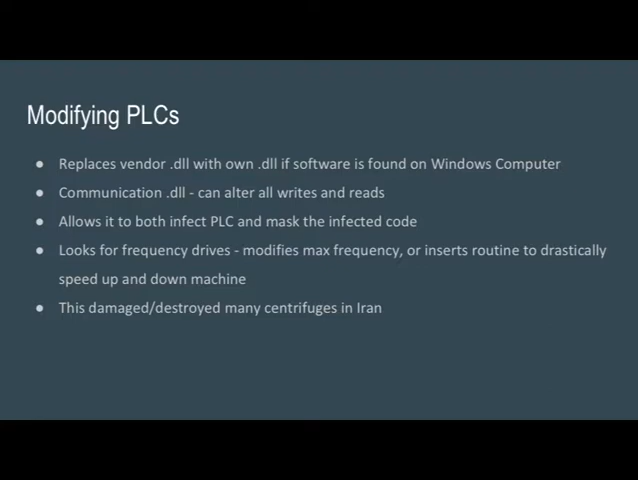 Modifying PLCs
● Replaces vendor .dll with own .dll if software is found on Windows Computer
● Communication .dll - can alter all writes and reads
● Allows it to both infect PLC and mask the infected code
● Looks for frequency drives - modifies max frequency, or inserts routine to drastically
speed up and down machine
● This damaged/destroyed many centrifuges in Iran